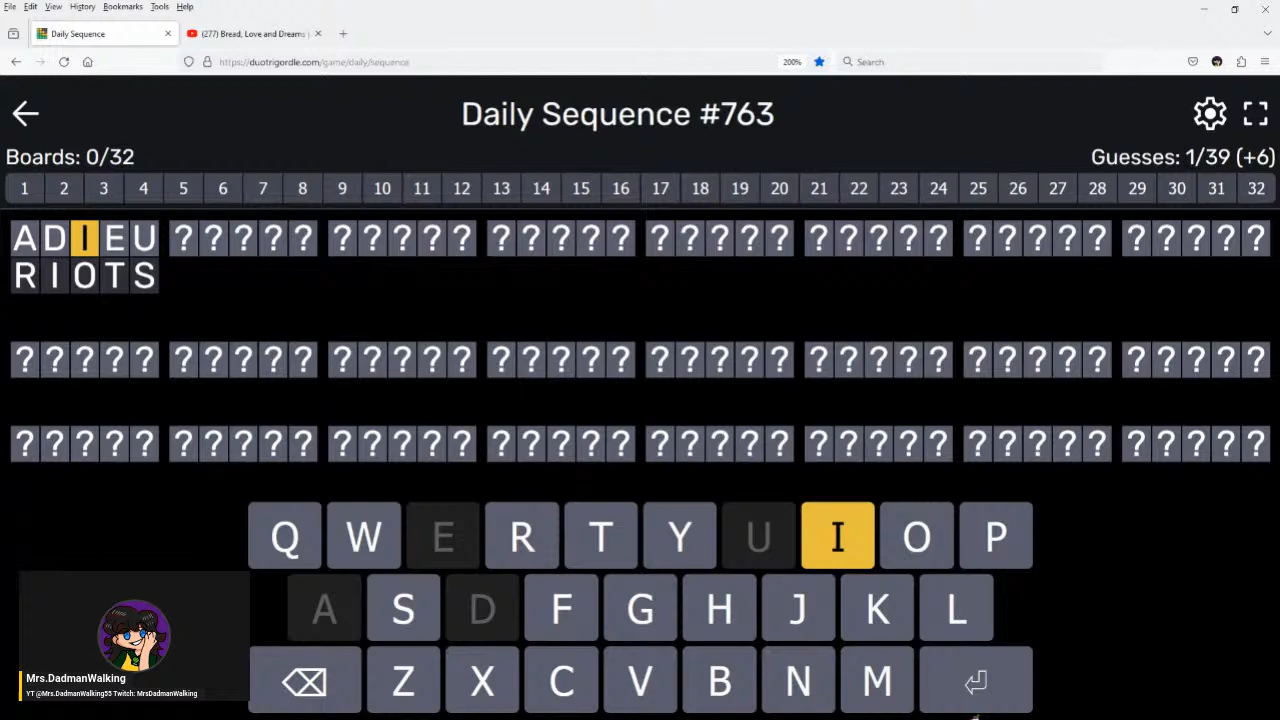 File Edit View History Bookmarks Tools Help
Daily Sequence
(277) Bread, Love and Dreams
https://duotrigordle.com/game/daily/sequence
200%
Search
Daily Sequence #763
Boards: 0/32
Guesses: 1/39 (+6)
1 2 3 4 5 6 7 8 9 10 11 12 13 14 15 16 17 18 19 20 21 22 23 24 25 26 27 28 29 30 31 32
A D I E U ? ? ? ? ? ? ? ? ? ? ? ? ? ? ? ? ? ? ? ? ? ? ? ? ? ? ? ? ? ? ? ? ? ? ?
R I O T S
? ? ? ? ? ? ? ? ? ? ? ? ? ? ? ? ? ? ? ? ? ? ? ? ? ? ? ? ? ? ? ? ? ? ? ? ? ? ? ?
? ? ? ? ? ? ? ? ? ? ? ? ? ? ? ? ? ? ? ? ? ? ? ? ? ? ? ? ? ? ? ? ? ? ? ? ? ? ? ?
Q W E R T Y U I O P
A S D F G H J K L
Z X C V B N M
Mrs.DadmanWalking
YT @Mrs.DadmanWalking53 Twitch: MrsDadmanWalking